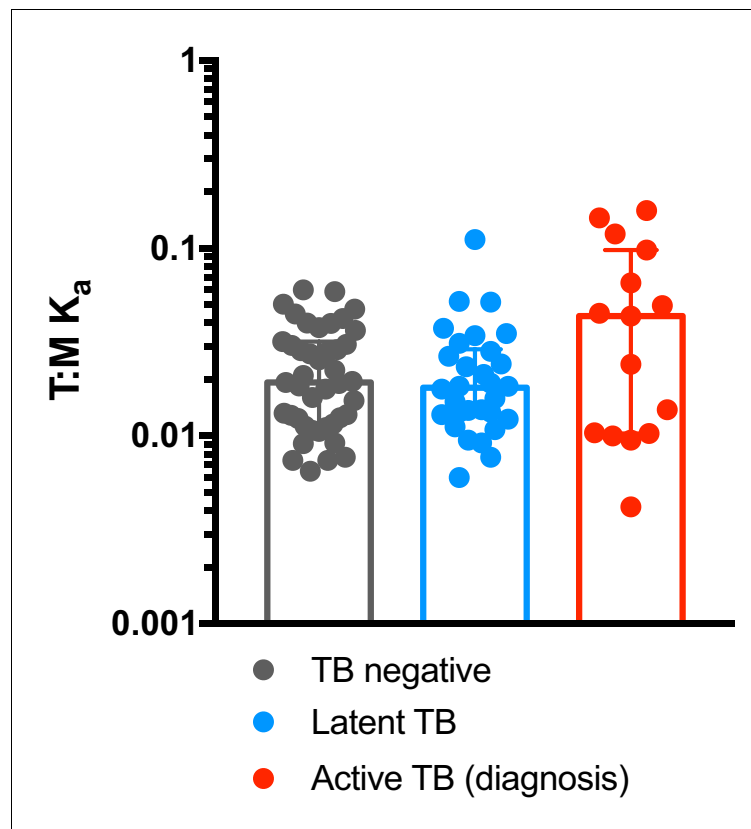 1
0.1
T:M Ka
0.01
0.001
TB negative
Latent TB
Active TB (diagnosis)